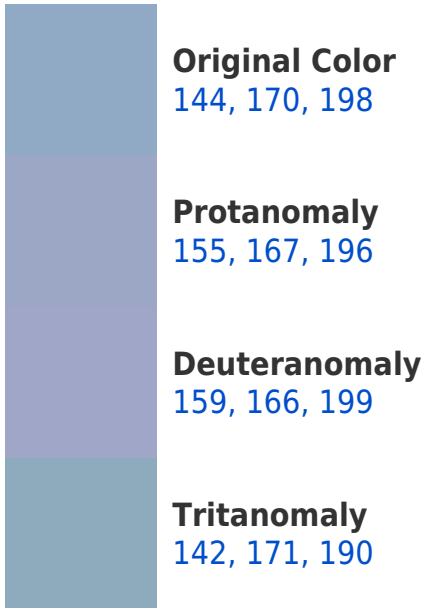 Original Color
144, 170, 198
Protanomaly
155, 167, 196
Deuteranomaly
159, 166, 199
Tritanomaly
142, 171, 190